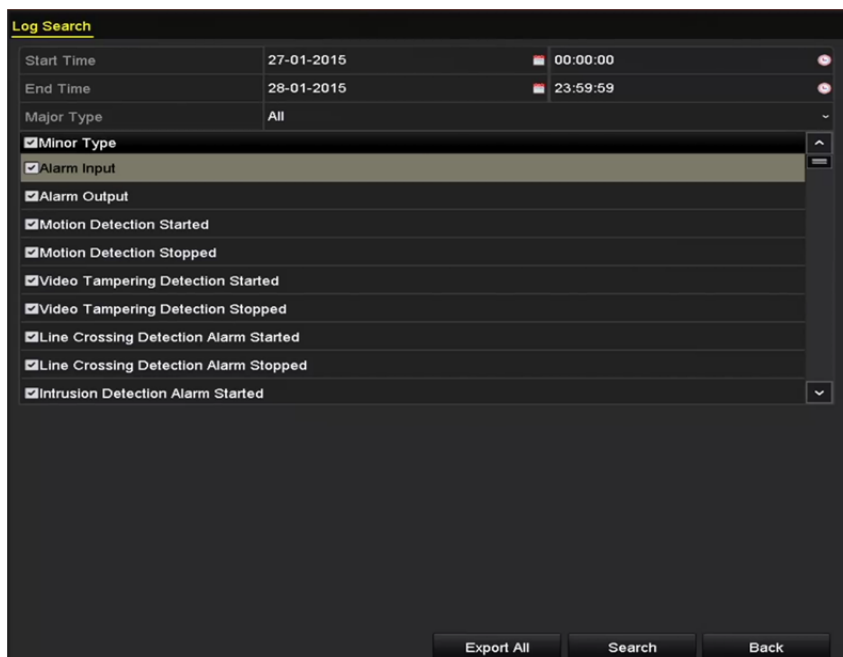 Log Search
Start Time 27-01-2015 00:00:00
End Time 28-01-2015 23:59:59
Major Type All
Minor Type
Alarm Input
Alarm Output
Motion Detection Started
Motion Detection Stopped
Video Tampering Detection Started
Video Tampering Detection Stopped
Line Crossing Detection Alarm Started
Line Crossing Detection Alarm Stopped
Intrusion Detection Alarm Started
Export All Search Back